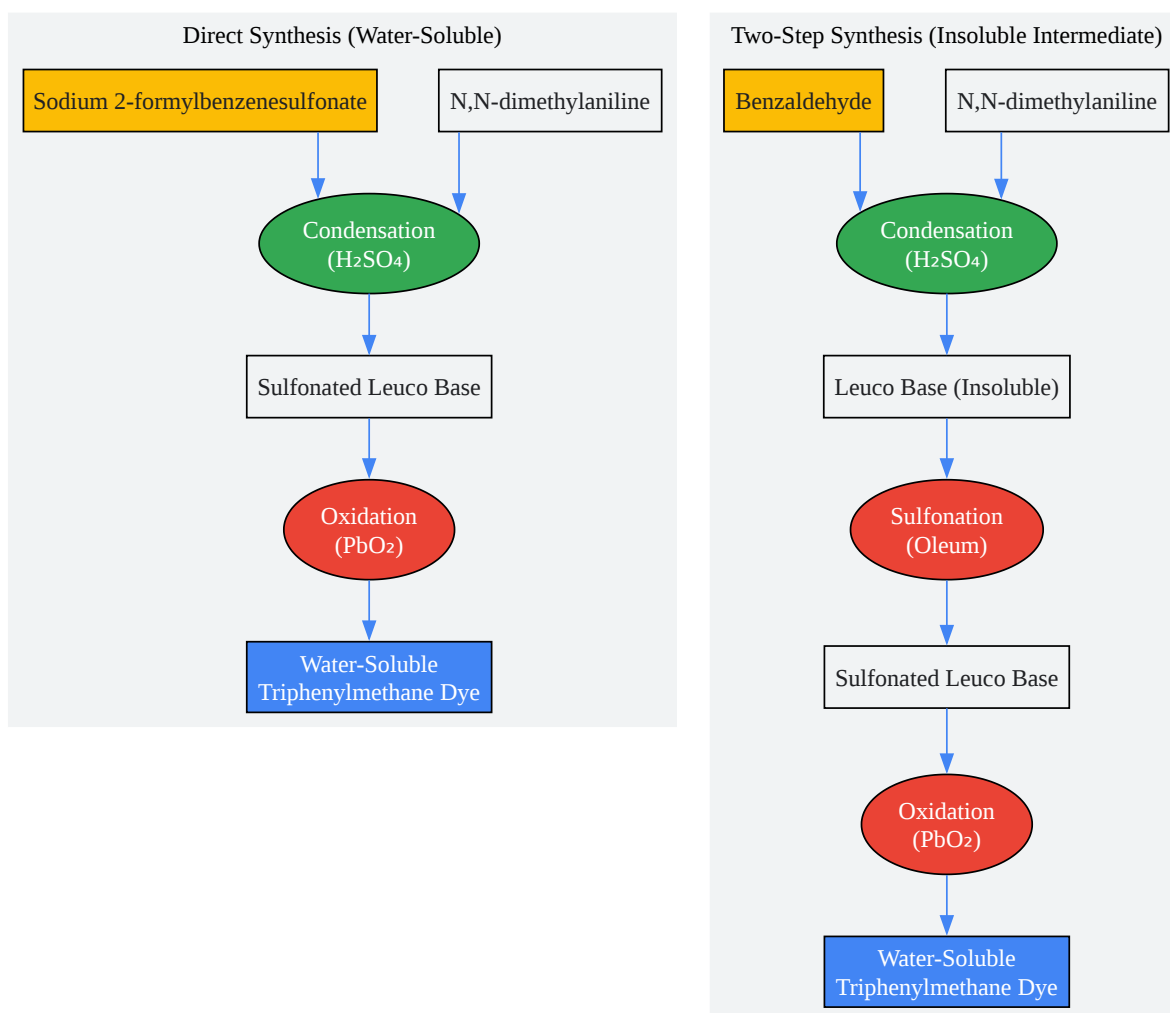 Direct Synthesis (Water-Soluble)
Sodium 2-formylbenzenesulfonate
N,N-dimethylaniline
Condensation
(H₂SO₄)
Sulfonated Leuco Base
Oxidation
(PbO₂)
Water-Soluble
Triphenylmethane Dye
Two-Step Synthesis (Insoluble Intermediate)
Benzaldehyde
N,N-dimethylaniline
Condensation
(H₂SO₄)
Leuco Base (Insoluble)
Sulfonation
(Oleum)
Sulfonated Leuco Base
Oxidation
(PbO₂)
Water-Soluble
Triphenylmethane Dye